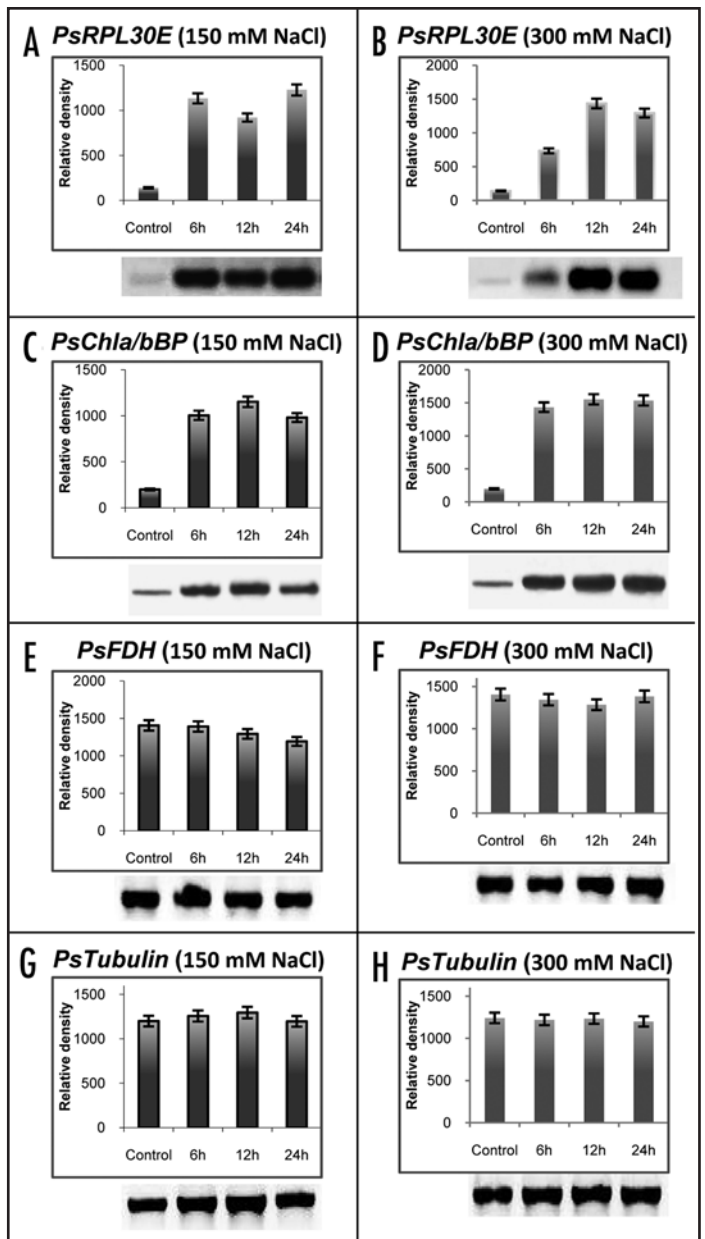 A PsRPL30E (150 mM NaCl)
Relative density
1500
1000
500
0
Control 6h 12h 24h
B PsRPL30E (300 mM NaCl)
Relative density
2000
1500
1000
500
0
Control 6h 12h 24h
C PsChla/bBP (150 mM NaCl)
Relative density
1500
1000
500
0
Control 6h 12h 24h
D PsChla/bBP (300 mM NaCl)
Relative density
2000
1500
1000
500
0
Control 6h 12h 24h
E PsFDH (150 mM NaCl)
Relative density
2000
1500
1000
500
0
Control 6h 12h 24h
F PsFDH (300 mM NaCl)
Relative density
1500
1000
500
0
Control 6h 12h 24h
G PsTubulin (150 mM NaCl)
Relative density
1500
1000
500
0
Control 6h 12h 24h
H PsTubulin (300 mM NaCl)
Relative density
1500
1000
500
0
Control 6h 12h 24h